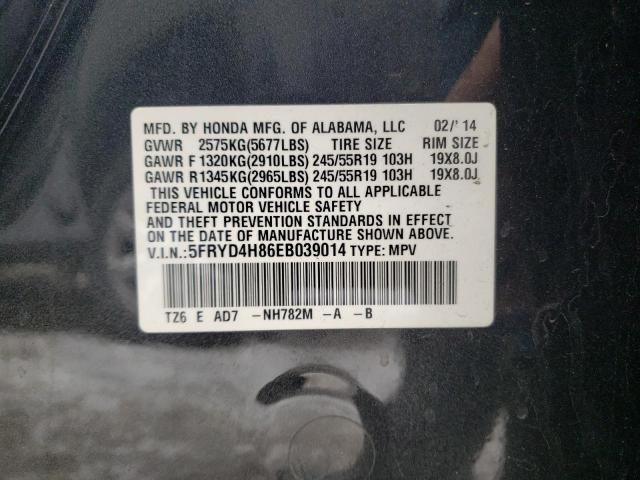 MFD. BY HONDA MFG. OF ALABAMA, LLC 02/'14
GVWR 2575KG(5677LBS) TIRE SIZE RIM SIZE
GAWR F 1320KG(2910LBS) 245/55R19 103H 19X8.0J
GAWR R1345KG(2965LBS) 245/55R19 103H 19X8.0J
THIS VEHICLE CONFORMS TO ALL APPLICABLE
FEDERAL MOTOR VEHICLE SAFETY
AND THEFT PREVENTION STANDARDS IN EFFECT
ON THE DATE OF MANUFACTURE SHOWN ABOVE.
V.I.N.:5FRYD4H86EB039014 TYPE: MPV
TZ6 E AD7 -NH782M -A -B